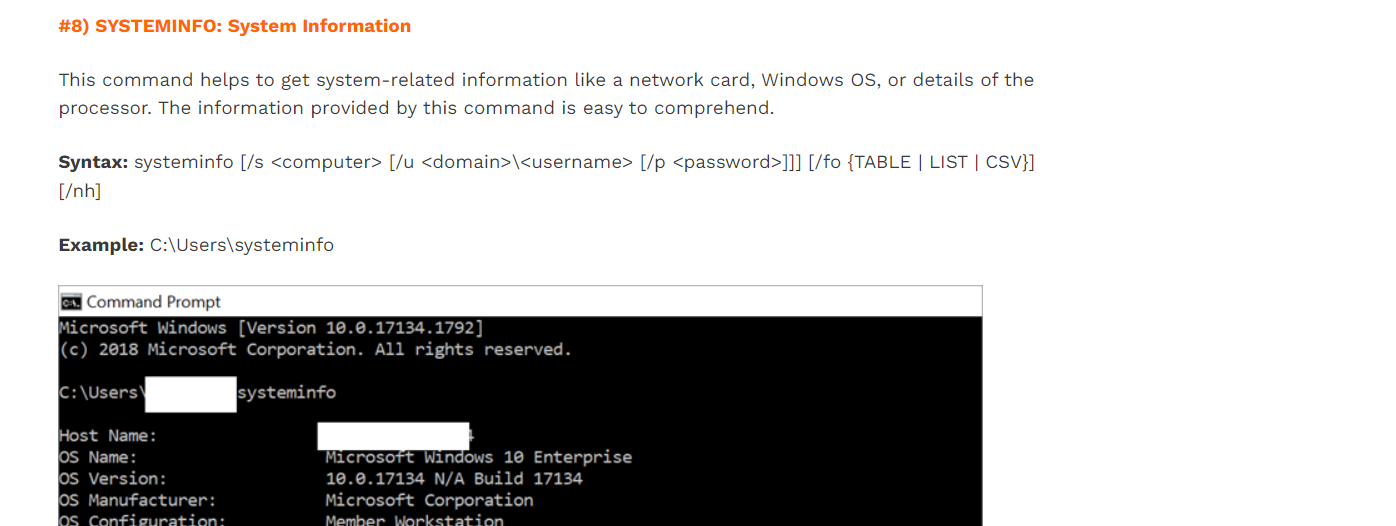 #8) SYSTEMINFO: System Information
This command helps to get system-related information like a network card, Windows OS, or details of the
processor. The information provided by this command is easy to comprehend.
Syntax: systeminfo [/s <computer> [/u <domain>\<username> [/p <password>]]] [/fo {TABLE | LIST | CSV}]
[/nh]
Example: C:\Users\systeminfo
Command Prompt
Microsoft Windows [Version 10.0.17134.1792]
(c) 2018 Microsoft Corporation. All rights reserved.
C:\Users\ systeminfo
Host Name:
OS Name: Microsoft Windows 10 Enterprise
OS Version: 10.0.17134 N/A Build 17134
OS Manufacturer: Microsoft Corporation
OS Configuration: Member Workstation